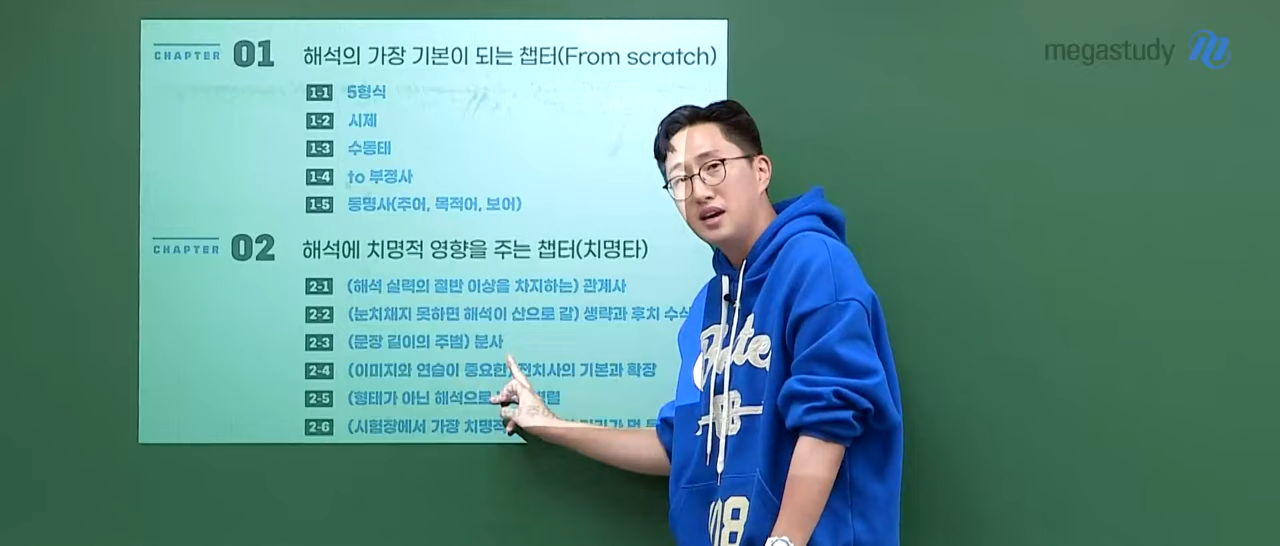 megastudy
CHAPTER 01 해석의 가장 기본이 되는 챕터(From scratch)
1-1 5형식
1-2 시제
1-3 수동태
1-4 to 부정사
1-5 동명사(주어, 목적어, 보어)
CHAPTER 02 해석에 치명적 영향을 주는 챕터(치명타)
2-1 (해석 실력의 절반 이상을 차지하는) 관계사
2-2 (눈치채지 못하면 해석이 산으로 갈) 생략과 후치 수식
2-3 (문장 길이의 주범) 분사
2-4 (이미지와 연습이 중요한) 전치사의 기본과 확장
2-5 (형태가 아닌 해석으로
2-6 (시험장에서 가장 치명적
98